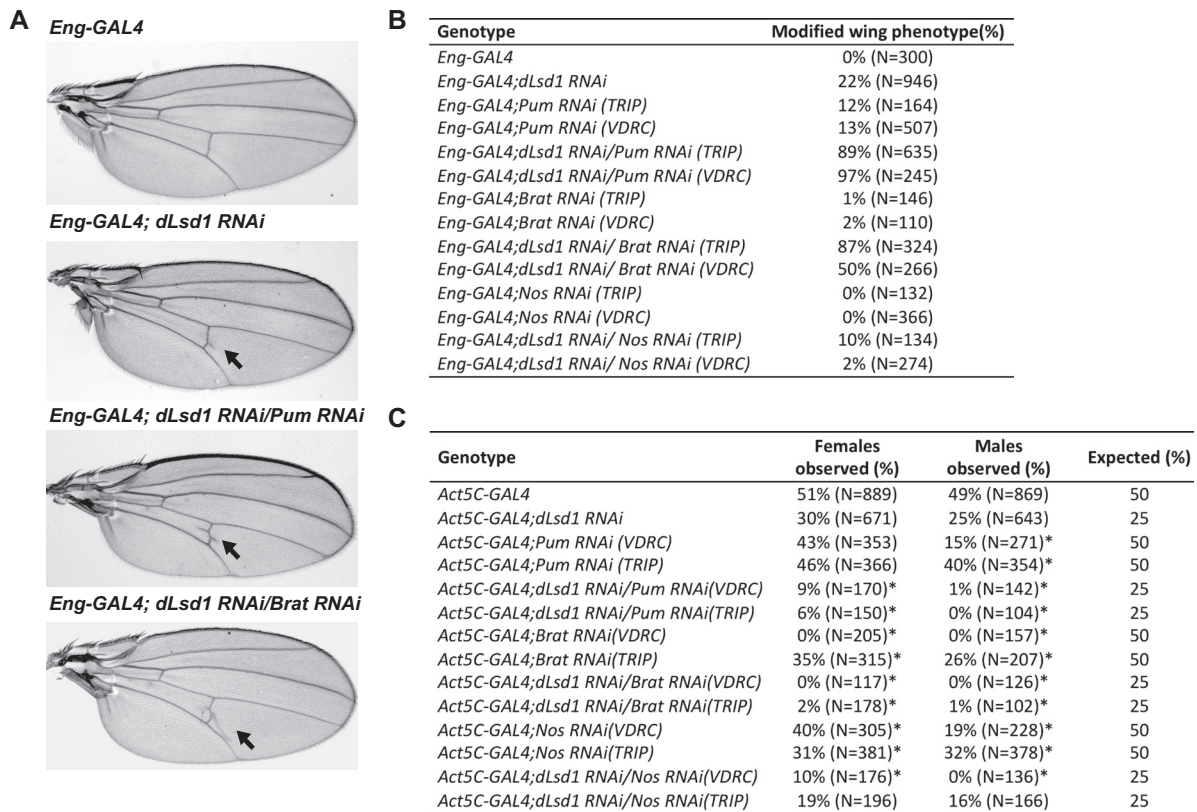 A
Eng-GAL4
Eng-GAL4; dLsd1 RNAi
Eng-GAL4; dLsd1 RNAi/Pum RNAi
Eng-GAL4; dLsd1 RNAi/Brat RNAi
B
Genotype Modified wing phenotype(%)
Eng-GAL4 0% (N=300)
Eng-GAL4;dLsd1 RNAi 22% (N=946)
Eng-GAL4;Pum RNAi (TRIP) 12% (N=164)
Eng-GAL4;Pum RNAi (VDRC) 13% (N=507)
Eng-GAL4;dLsd1 RNAi/Pum RNAi (TRIP) 89% (N=635)
Eng-GAL4;dLsd1 RNAi/Pum RNAi (VDRC) 97% (N=245)
Eng-GAL4;Brat RNAi (TRIP) 1% (N=146)
Eng-GAL4;Brat RNAi (VDRC) 2% (N=110)
Eng-GAL4;dLsd1 RNAi/ Brat RNAi (TRIP) 87% (N=324)
Eng-GAL4;dLsd1 RNAi/ Brat RNAi (VDRC) 50% (N=266)
Eng-GAL4;Nos RNAi (TRIP) 0% (N=132)
Eng-GAL4;Nos RNAi (VDRC) 0% (N=366)
Eng-GAL4;dLsd1 RNAi/ Nos RNAi (TRIP) 10% (N=134)
Eng-GAL4;dLsd1 RNAi/ Nos RNAi (VDRC) 2% (N=274)
C
Genotype Females observed (%) Males observed (%) Expected (%)
Act5C-GAL4 51% (N=889) 49% (N=869) 50
Act5C-GAL4;dLsd1 RNAi 30% (N=671) 25% (N=643) 25
Act5C-GAL4;Pum RNAi (VDRC) 43% (N=353) 15% (N=271)* 50
Act5C-GAL4;Pum RNAi (TRIP) 46% (N=366) 40% (N=354)* 50
Act5C-GAL4;dLsd1 RNAi/Pum RNAi(VDRC) 9% (N=170)* 1% (N=142)* 25
Act5C-GAL4;dLsd1 RNAi/Pum RNAi(TRIP) 6% (N=150)* 0% (N=104)* 25
Act5C-GAL4;Brat RNAi(VDRC) 0% (N=205)* 0% (N=157)* 50
Act5C-GAL4;Brat RNAi(TRIP) 35% (N=315)* 26% (N=207)* 50
Act5C-GAL4;dLsd1 RNAi/Brat RNAi(VDRC) 0% (N=117)* 0% (N=126)* 25
Act5C-GAL4;dLsd1 RNAi/Brat RNAi(TRIP) 2% (N=178)* 1% (N=102)* 25
Act5C-GAL4;Nos RNAi(VDRC) 40% (N=305)* 19% (N=228)* 50
Act5C-GAL4;Nos RNAi(TRIP) 31% (N=381)* 32% (N=378)* 50
Act5C-GAL4;dLsd1 RNAi/Nos RNAi(VDRC) 10% (N=176)* 0% (N=136)* 25
Act5C-GAL4;dLsd1 RNAi/Nos RNAi(TRIP) 19% (N=196) 16% (N=166) 25